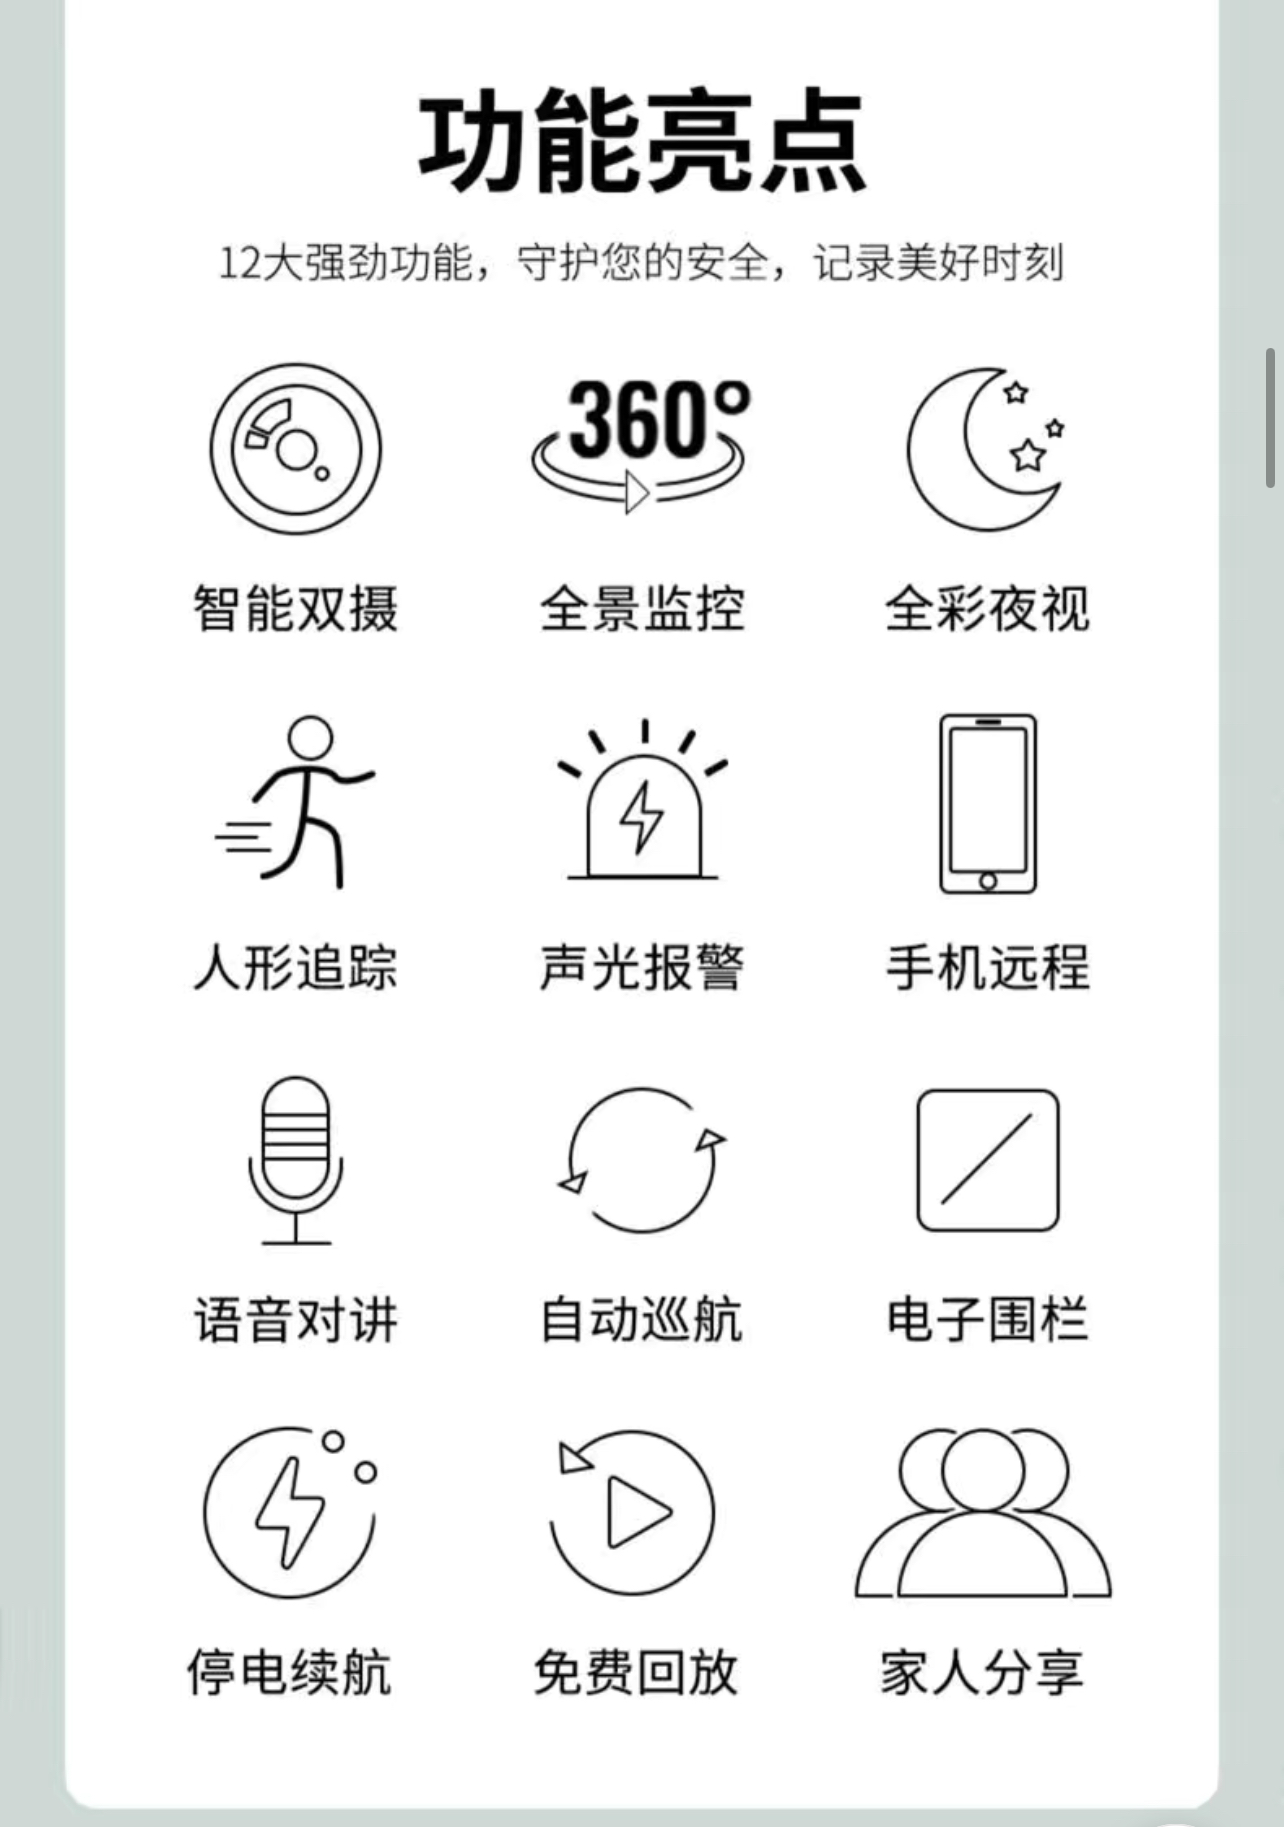 功能亮点
12大强劲功能，守护您的安全，记录美好时刻
360°
智能双摄
全景监控
全彩夜视
人形追踪
声光报警
手机远程
语音对讲
自动巡航
电子围栏
停电续航
免费回放
家人分享